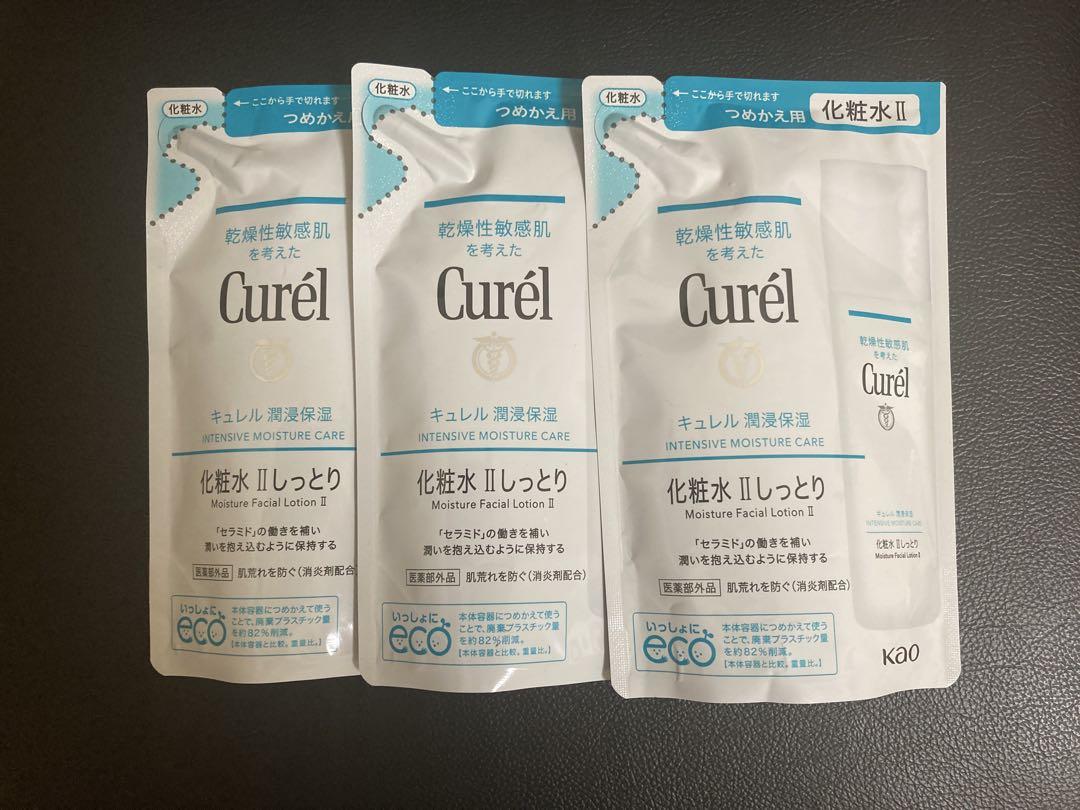 化粧水
←ここから手で切れます
つめかえ用
乾燥性敏感肌
を考えた
Curél
キュレル 潤浸保湿
INTENSIVE MOISTURE CARE
化粧水 Ⅱしっとり
Moisture Facial Lotion Ⅱ
「セラミド」の働きを補い
潤いを抱え込むように保持する
医薬部外品 肌荒れを防ぐ(消炎剤配合)
いっしょに
eco
本体容器につめかえて使う
ことで、廃棄プラスチック量
を約82%削減。
【本体容器と比較。重量比。】
化粧水
←ここから手で切れます
つめかえ用
乾燥性敏感肌
を考えた
Curél
キュレル 潤浸保湿
INTENSIVE MOISTURE CARE
化粧水 Ⅱしっとり
Moisture Facial Lotion Ⅱ
「セラミド」の働きを補い
潤いを抱え込むように保持する
医薬部外品 肌荒れを防ぐ(消炎剤配合)
いっしょに
eco
本体容器につめかえて使う
ことで、廃棄プラスチック量
を約82%削減。
【本体容器と比較。重量比。】
化粧水
←ここから手で切れます
つめかえ用 化粧水Ⅱ
乾燥性敏感肌
を考えた
Curél
キュレル 潤浸保湿
INTENSIVE MOISTURE CARE
化粧水 Ⅱしっとり
Moisture Facial Lotion Ⅱ
「セラミド」の働きを補い
潤いを抱え込むように保持する
医薬部外品 肌荒れを防ぐ(消炎剤配合)
いっしょに
eco
本体容器につめかえて使う
ことで、廃棄プラスチック量
を約82%削減。
【本体容器と比較。重量比。】
乾燥性敏感肌
を考えた
Curél
キュレル 潤浸保湿
INTENSIVE MOISTURE CARE
化粧水 Ⅱしっとり
Moisture Facial Lotion Ⅱ
Kao